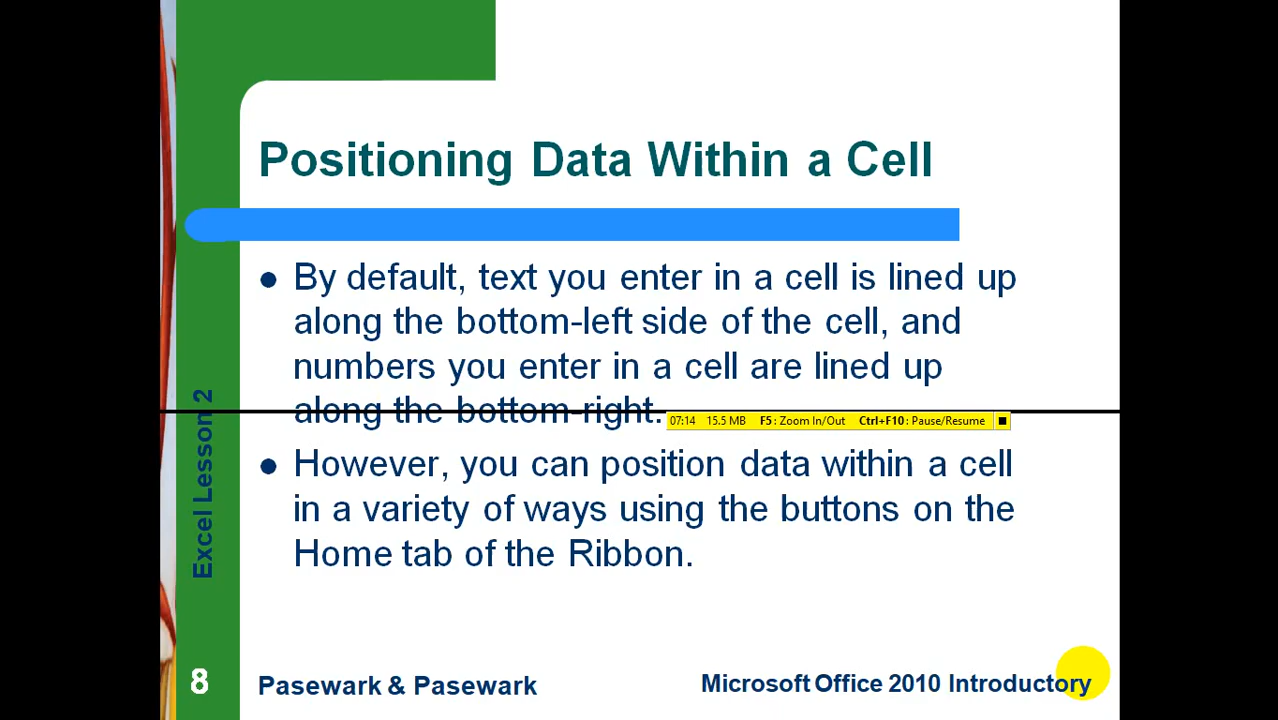 Positioning Data Within a Cell
● By default, text you enter in a cell is lined up
along the bottom-left side of the cell, and
numbers you enter in a cell are lined up
along the bottom-right.
07:14 15.5 MB F5: Zoom In/Out Ctrl+F10: Pause/Resume
● However, you can position data within a cell
in a variety of ways using the buttons on the
Home tab of the Ribbon.
Excel Lesson 2
8
Pasewark & Pasewark
Microsoft Office 2010 Introductory